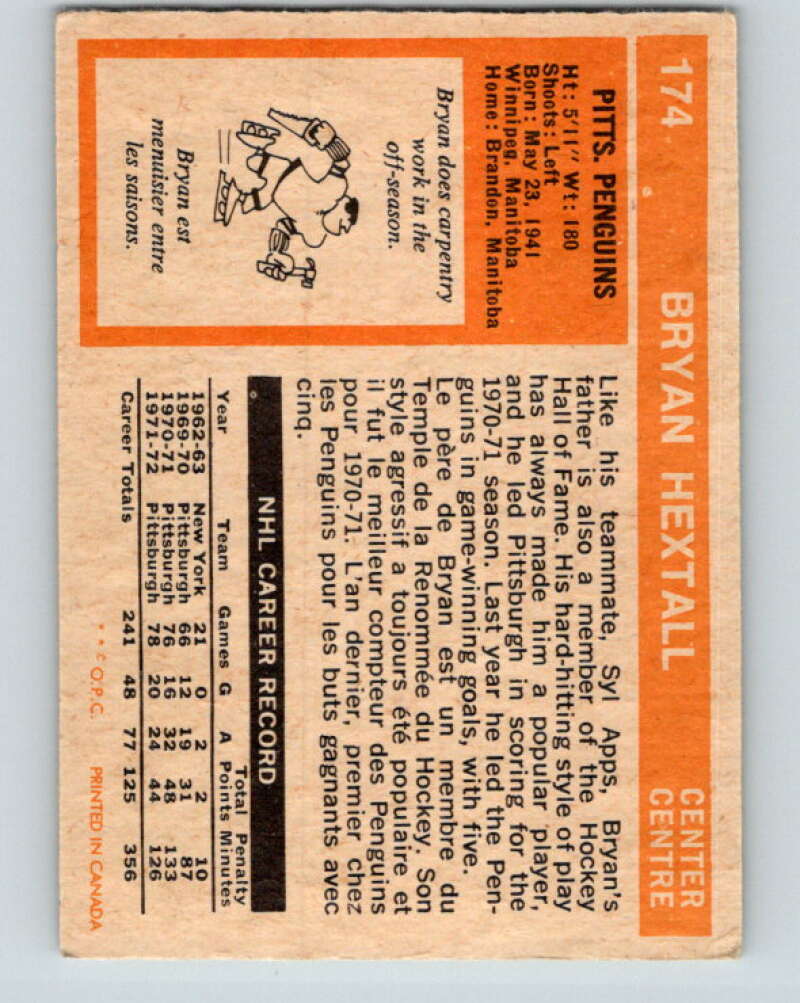 174 BRYAN HEXTALL CENTER
CENTRE
PITTS. PENGUINS
Ht: 5'11" Wt: 180
Shoots: Left
Born: May 23, 1941
Winnipeg, Manitoba
Home: Brandon, Manitoba
Bryan does carpentry
work in the
off-season.
Bryan est
menuisier entre
les saisons.
Like his teammate, Syl Apps, Bryan's
father is also a member of the Hockey
Hall of Fame. His hard-hitting style of play
has always made him a popular player,
and he led Pittsburgh in scoring for the
1970-71 season. Last year he led the Pen-
guins in game-winning goals, with five.
Le père de Bryan est un membre du
Temple de la Renommée du Hockey. Son
style agressif a toujours été populaire et
il fut le meilleur compteur des Penguins
pour 1970-71. L'an dernier, premier chez
les Penguins pour les buts gagnants avec
cinq.
NHL CAREER RECORD
Total Penalty
Year Team Games G A Points Minutes
1962-63 New York 21 0 2 2 10
1969-70 Pittsburgh 66 12 19 31 87
1970-71 Pittsburgh 76 16 32 48 133
1971-72 Pittsburgh 78 20 24 44 126
Career Totals 241 48 77 125 356
* * © O.P.C. PRINTED IN CANADA